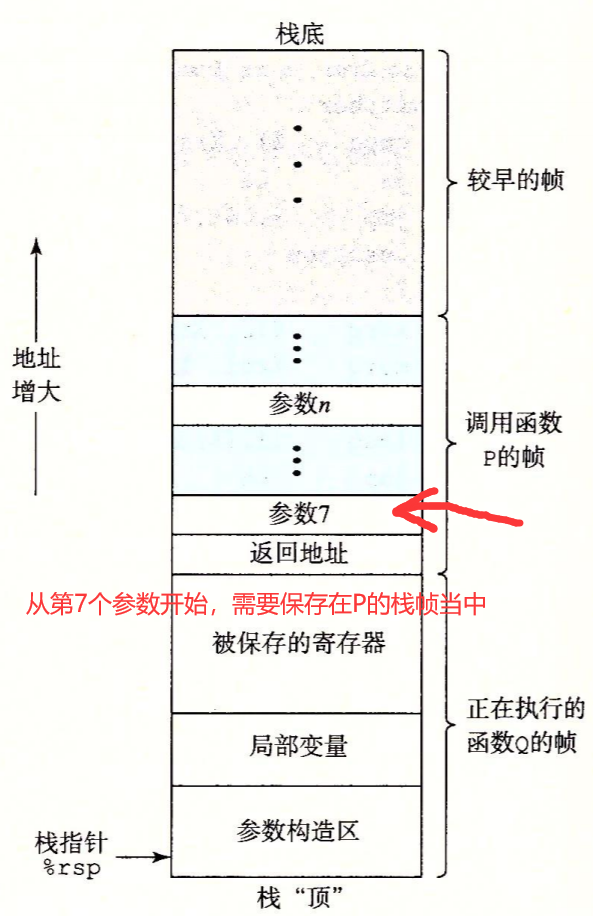 栈底
较早的帧
地址
增大
参数n
调用函数
P的帧
参数7
返回地址
从第7个参数开始，需要保存在P的栈帧当中
被保存的寄存器
正在执行的
函数Q的帧
局部变量
参数构造区
栈指针
%rsp
栈“顶”